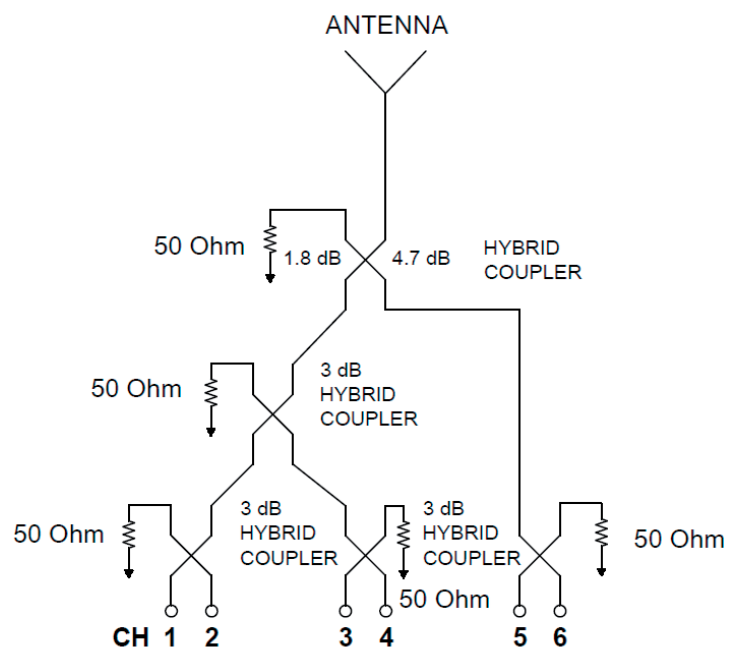 ANTENNA
50 Ohm
1.8 dB
4.7 dB
HYBRID
COUPLER
50 Ohm
3 dB
HYBRID
COUPLER
50 Ohm
3 dB
HYBRID
COUPLER
3 dB
HYBRID
COUPLER
50 Ohm
50 Ohm
CH 1 2 3 4 5 6